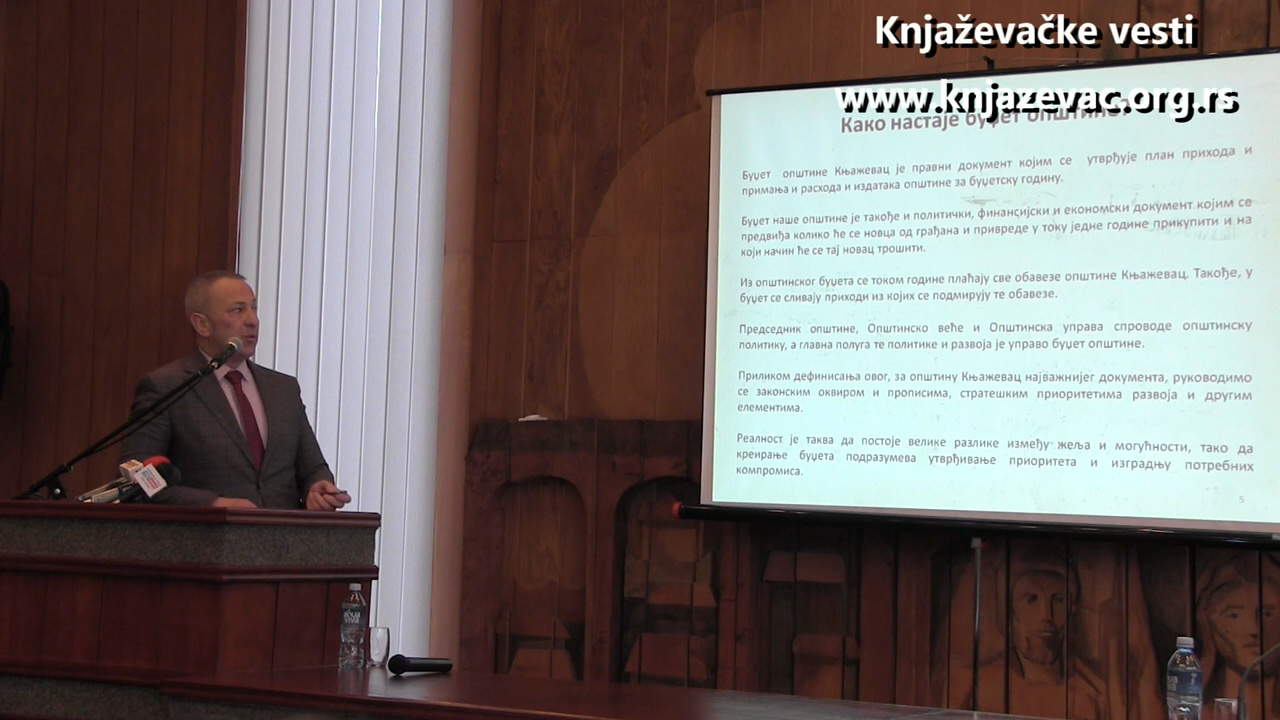 Knjaževačke vesti
www.knjazevac.org.rs
Како настаје буџет општине?
Буџет општине Књажевац је правни документ којим се утврђује план прихода и
примања и расхода и издатака општине за буџетску годину.
Буџет наше општине је такође и политички, финансијски и економски документ којим се
предвиђа колико ће се новца од грађана и привреде у току једне године прикупити и на
који начин ће се тај новац трошити.
Из општинског буџета се током године плаћају све обавезе општине Књажевац. Такође, у
буџет се сливају приходи из којих се подмирују те обавезе.
Председник општине, Општинско веће и Општинска управа спроводе општинску
политику, а главна полуга те политике и развоја је управо буџет општине.
Приликом дефинисања овог, за општину Књажевац најважнијег документа, руководимо
се законским оквиром и прописима, стратешким приоритетима развоја и другим
елементима.
Реалност је таква да постоје велике разлике између жеља и могућности, тако да
креирање буџета подразумева утврђивање приоритета и изградњу потребних
компромиса.
5